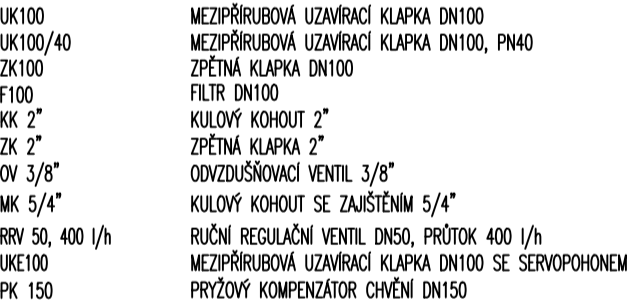 UK100 MEZIPŘÍRUBOVÁ UZAVÍRACÍ KLAPKA DN100
UK100/40 MEZIPŘÍRUBOVÁ UZAVÍRACÍ KLAPKA DN100, PN40
ZK100 ZPĚTNÁ KLAPKA DN100
F100 FILTR DN100
KK 2" KULOVÝ KOHOUT 2"
ZK 2" ZPĚTNÁ KLAPKA 2"
OV 3/8" ODVZDUŠŇOVACÍ VENTIL 3/8"
MK 5/4" KULOVÝ KOHOUT SE ZAJIŠTĚNÍM 5/4"
RRV 50, 400 l/h RUČNÍ REGULAČNÍ VENTIL DN50, PRŮTOK 400 l/h
UKE100 MEZIPŘÍRUBOVÁ UZAVÍRACÍ KLAPKA DN100 SE SERVOPOHONEM
PK 150 PRYŽOVÝ KOMPENZÁTOR CHVĚNÍ DN150